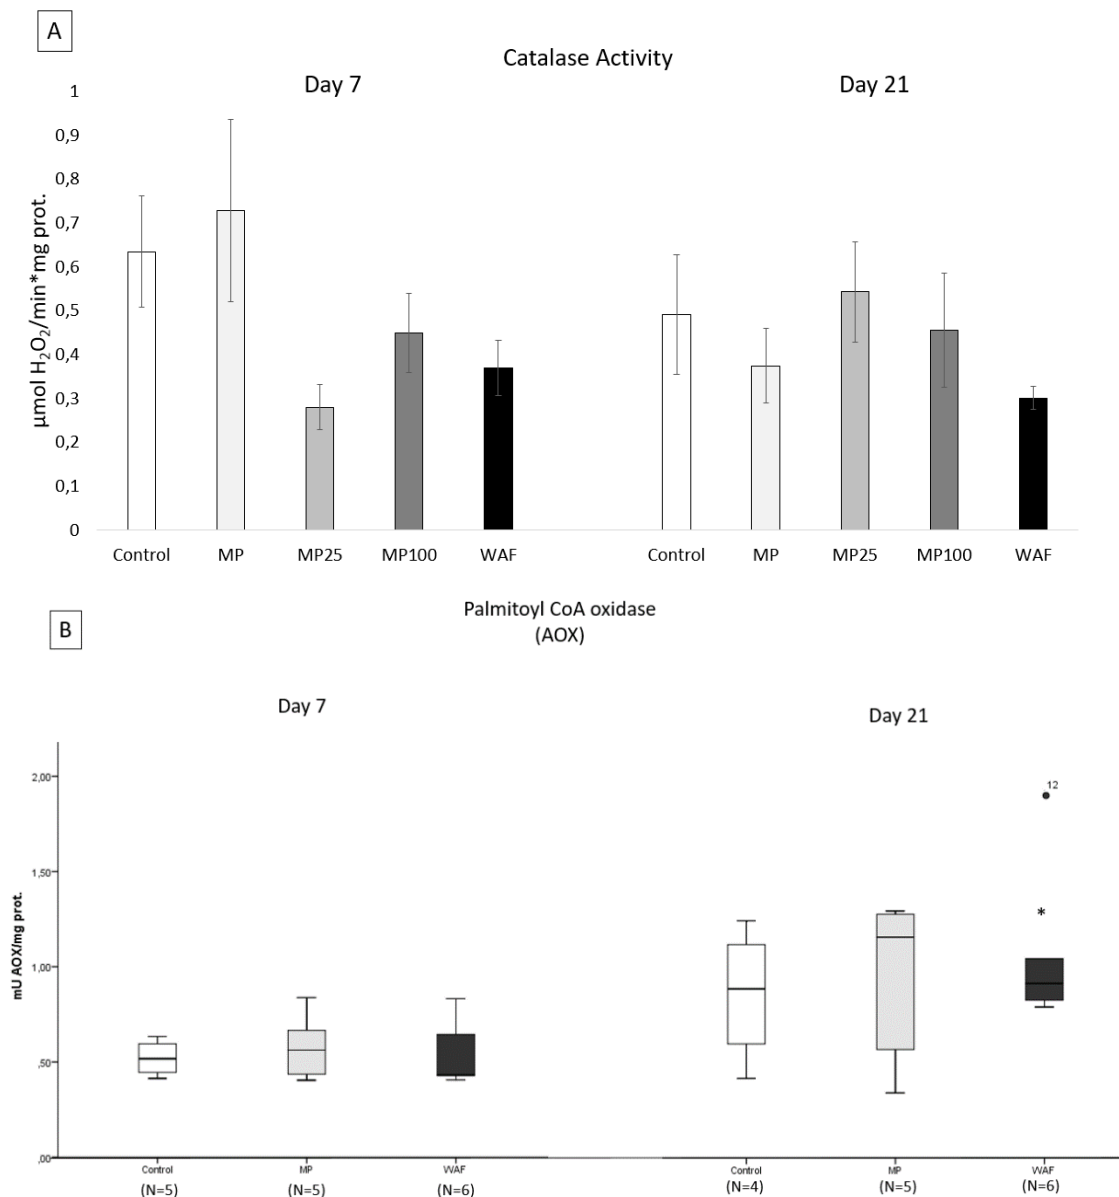 A
Catalase Activity
Day 7 Day 21
µmol H₂O₂/min*mg prot.
1
0,9
0,8
0,7
0,6
0,5
0,4
0,3
0,2
0,1
0
Control MP MP25 MP100 WAF Control MP MP25 MP100 WAF
B
Palmitoyl CoA oxidase
(AOX)
Day 7 Day 21
mU AOX/mg prot.
2,00
1,50
1,00
,50
,00
12
*
Control MP WAF Control MP WAF
(N=5) (N=5) (N=6) (N=4) (N=5) (N=6)